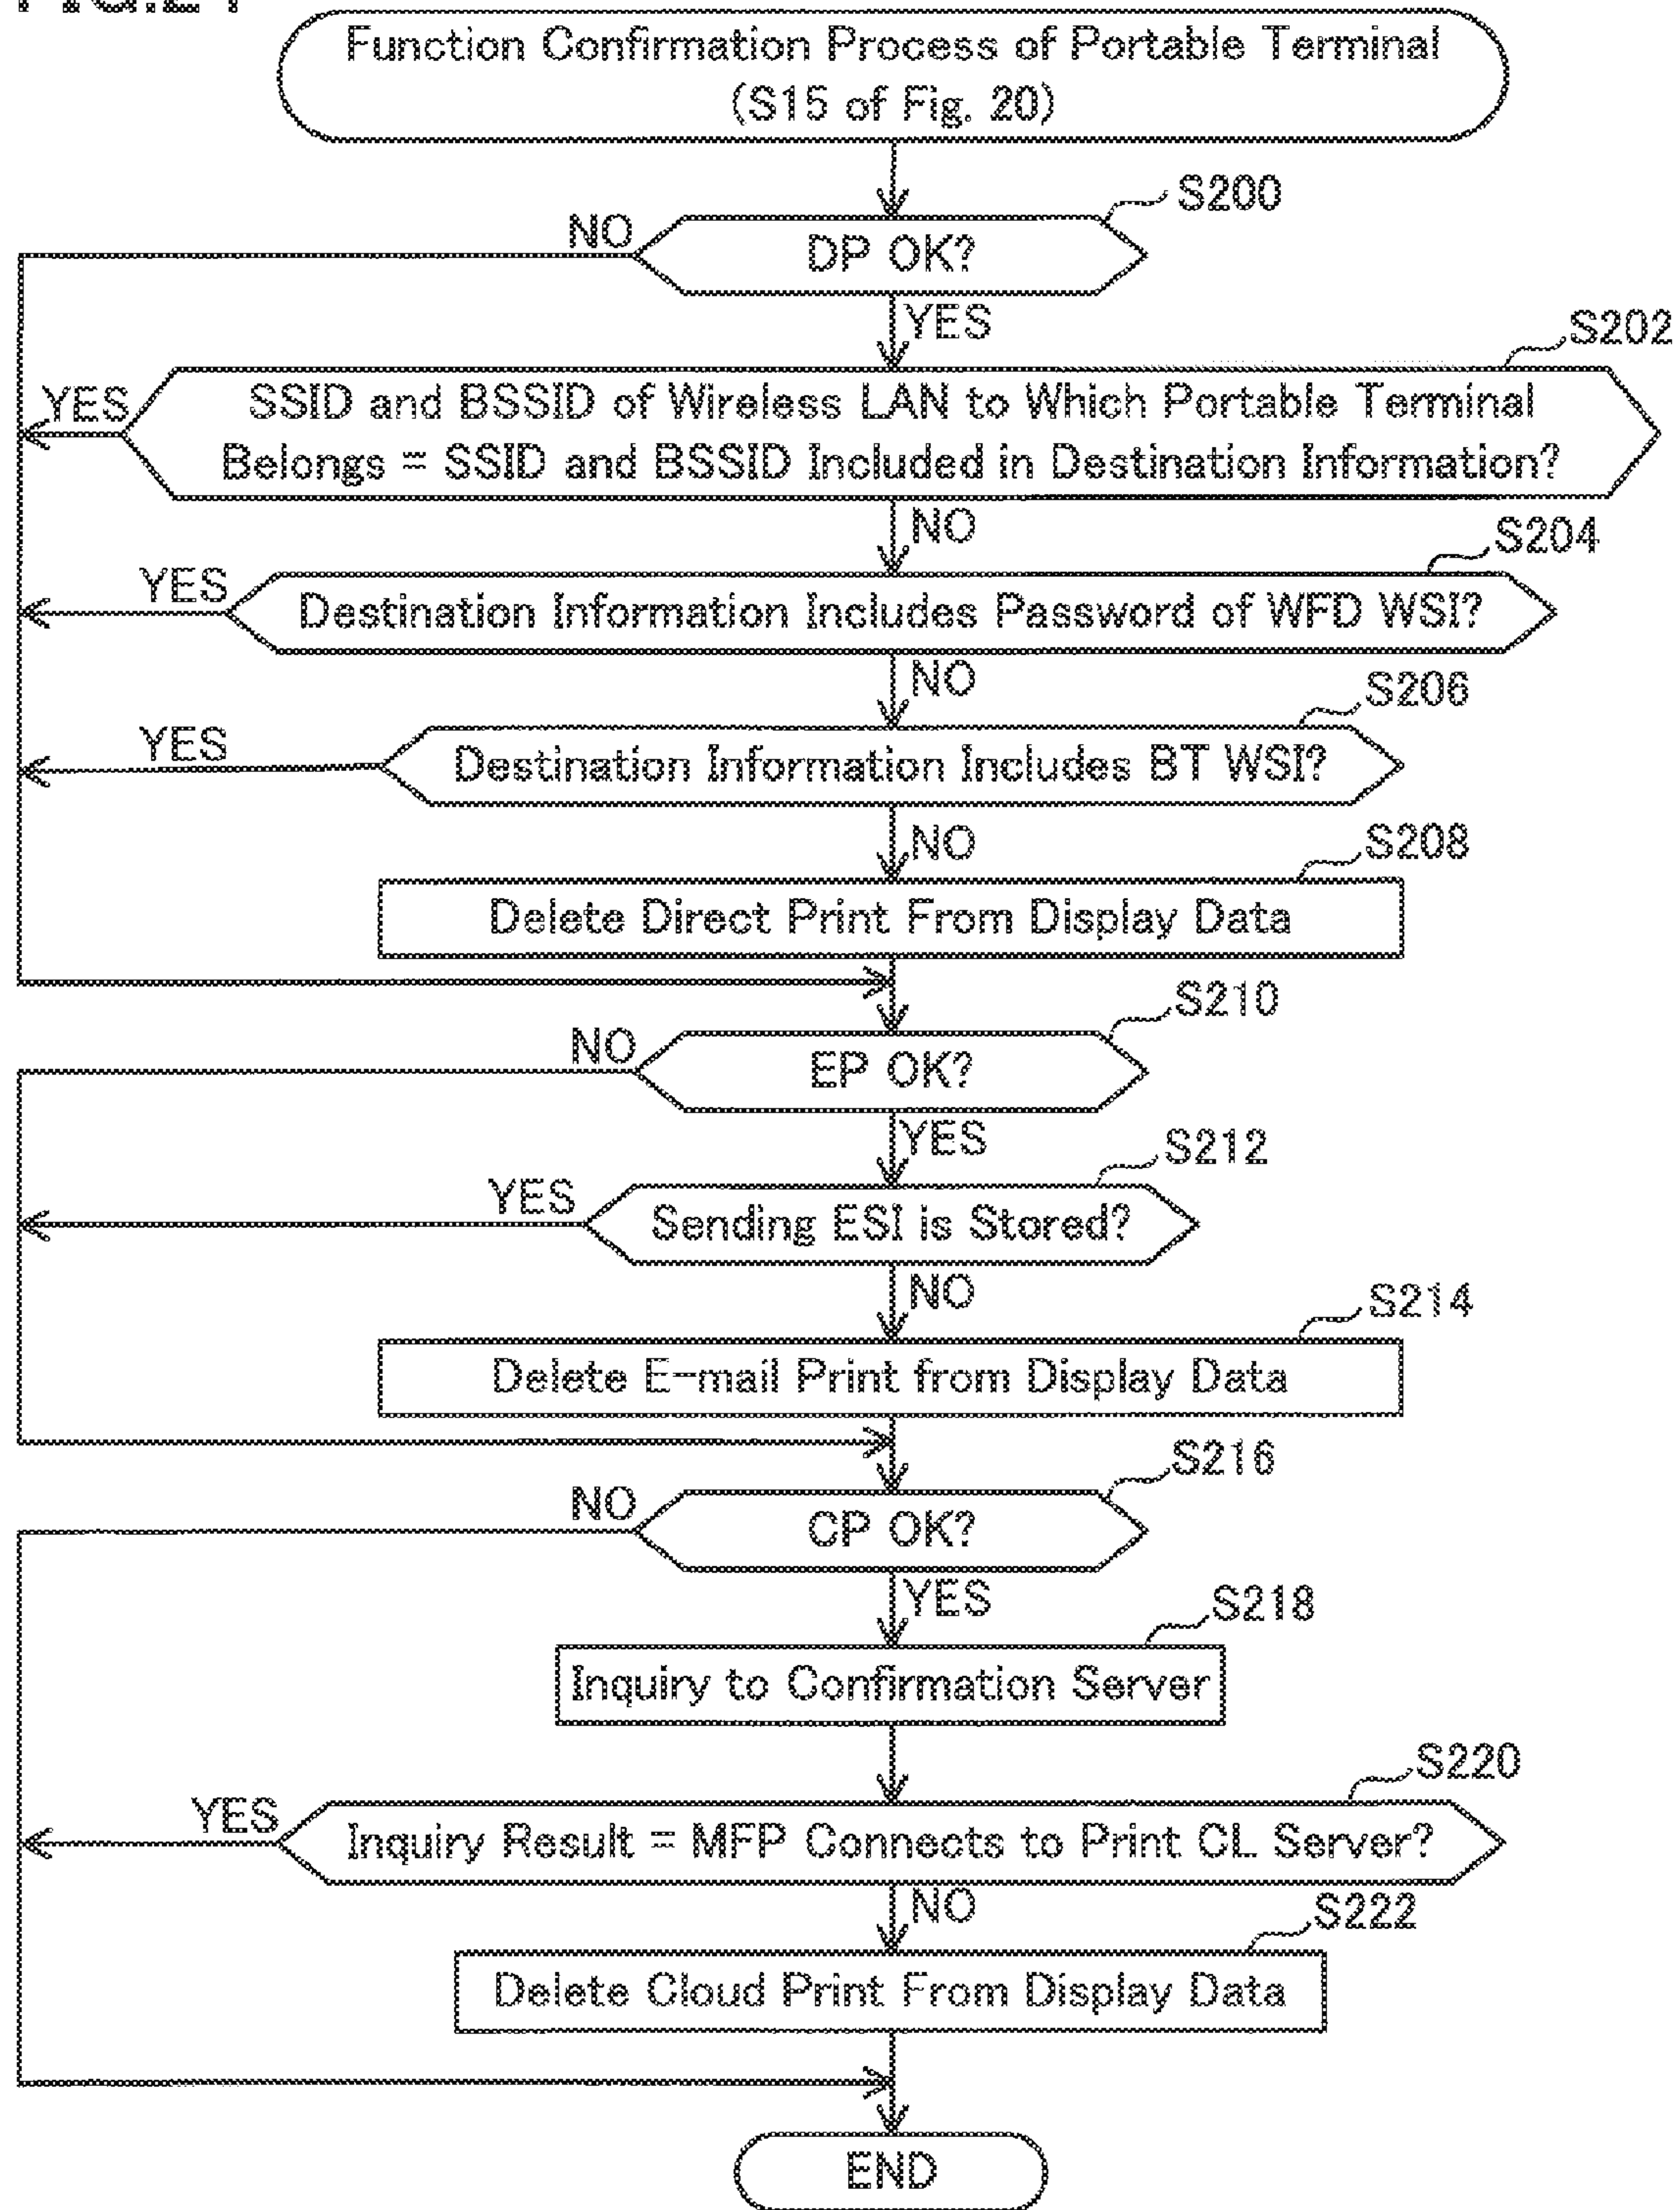 Function Confirmation Process of Portable Terminal
(S15 of Fig. 20)
S200
NO
DP OK?
YES
S202
YES
SSID and BSSID of Wireless LAN to Which Portable Terminal
Belongs = SSID and BSSID Included in Destination Information?
NO
S204
YES
Destination Information Includes Password of WFD WSI?
NO
S206
YES
Destination Information Includes BT WSI?
NO
S208
Delete Direct Print From Display Data
S210
NO
EP OK?
YES
S212
YES
Sending ESI is Stored?
NO
S214
Delete E-mail Print from Display Data
S216
NO
CP OK?
YES
S218
Inquiry to Confirmation Server
S220
YES
Inquiry Result = MFP Connects to Print CL Server?
NO
S222
Delete Cloud Print From Display Data
END